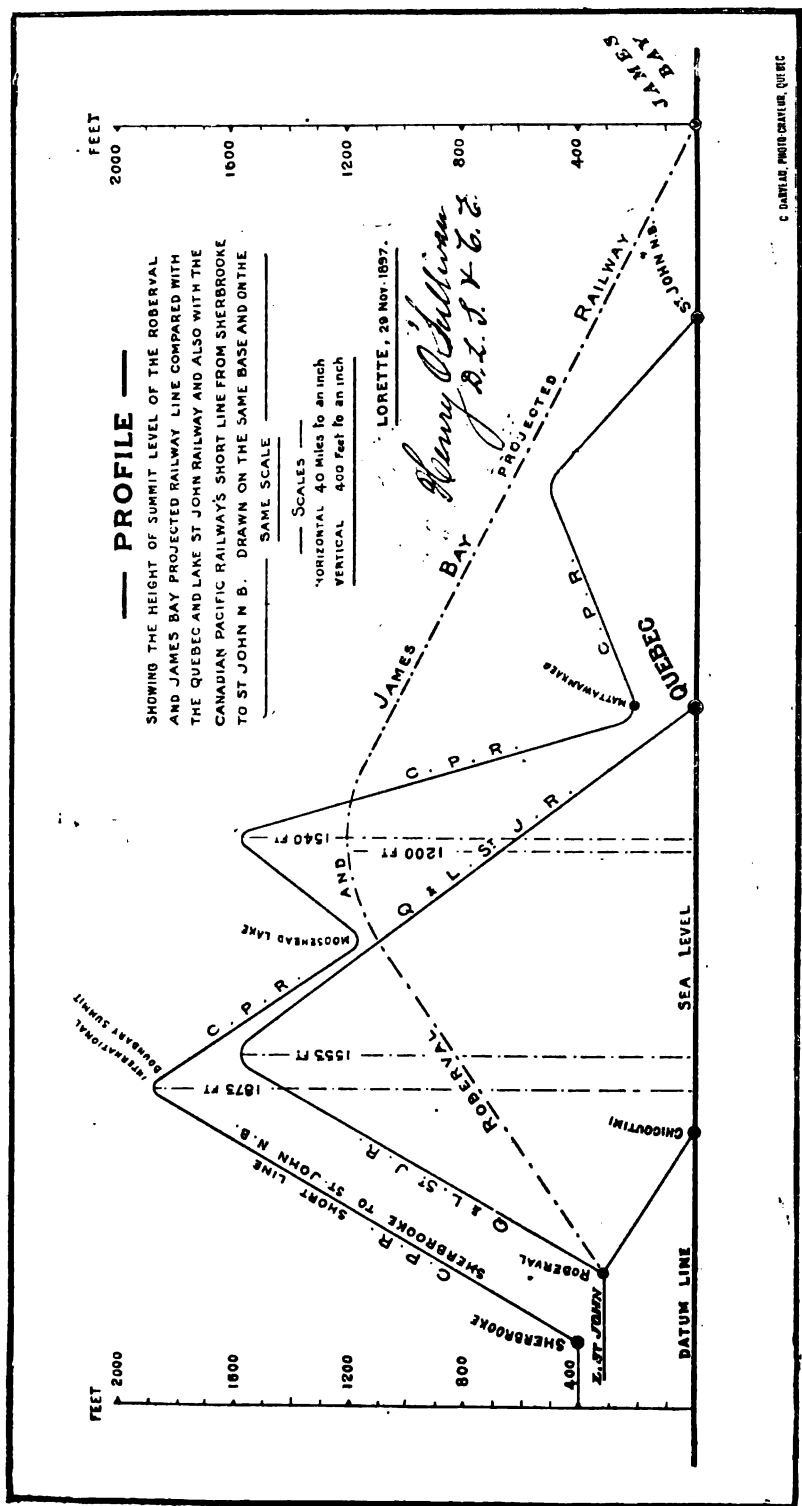 — PROFILE —
SHOWING THE HEIGHT OF SUMMIT LEVEL OF THE ROBERVAL
AND JAMES BAY PROJECTED RAILWAY LINE COMPARED WITH
THE QUEBEC AND LAKE ST JOHN RAILWAY AND ALSO WITH THE
CANADIAN PACIFIC RAILWAY'S SHORT LINE FROM SHERBROOKE
TO ST JOHN N B. DRAWN ON THE SAME BASE AND ON THE
SAME SCALE
— SCALES —
HORIZONTAL 40 Miles to an inch
VERTICAL 400 Feet to an inch
LORETTE, 29 NOV. 1897.
Henry O'Sullivan
D. L. S. & C. E.
FEET
2000
1600
1200
800
400
FEET
2000
1600
1200
800
400
INTERNATIONAL
BOUNDARY SUMMIT
1873 FT
C. P. R.
MOOSEHEAD LAKE
1540 FT
C. P. R.
MATTAWAMKEAG
C. P. R.
ST JOHN N.B.
1555 FT
1200 FT
C. P. R. SHORT LINE
SHERBROOKE TO ST. JOHN N. B.
SHERBROOKE
Q & L. ST J. R.
Q & L. ST J. R.
ROBERVAL AND JAMES BAY PROJECTED RAILWAY
ROBERVAL
L. ST JOHN
CHICOUTIMI
QUEBEC
JAMES
BAY
DATUM LINE
SEA LEVEL
C DARVEAU, PHOTO-GRAVEUR, QUEBEC